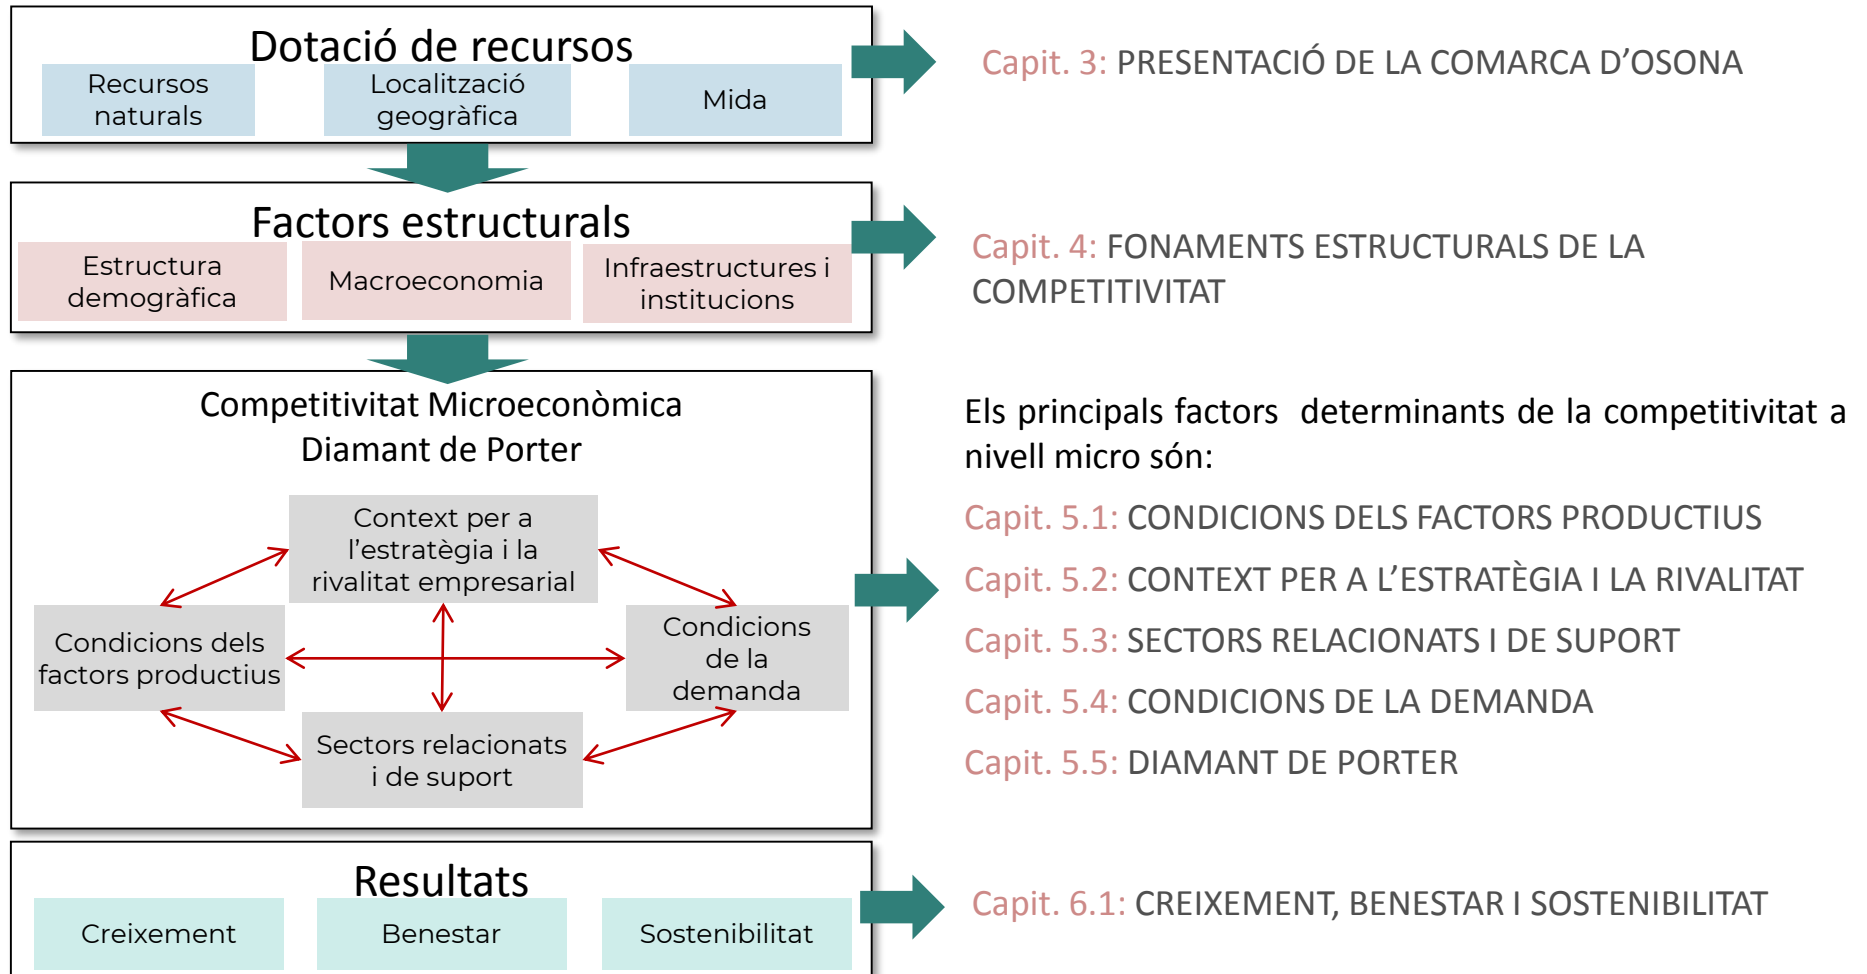 Dotació de recursos
Recursos
naturals
Localització
geogràfica
Mida
Capit. 3: PRESENTACIÓ DE LA COMARCA D’OSONA
Factors estructurals
Estructura
demogràfica
Macroeconomia
Infraestructures i
institucions
Capit. 4: FONAMENTS ESTRUCTURALS DE LA
COMPETITIVITAT
Competitivitat Microeconòmica
Diamant de Porter
Context per a
l’estratègia i la
rivalitat empresarial
Condicions dels
factors productius
Condicions
de la
demanda
Sectors relacionats
i de suport
Els principals factors determinants de la competitivitat a
nivell micro són:
Capit. 5.1: CONDICIONS DELS FACTORS PRODUCTIUS
Capit. 5.2: CONTEXT PER A L’ESTRATÈGIA I LA RIVALITAT
Capit. 5.3: SECTORS RELACIONATS I DE SUPORT
Capit. 5.4: CONDICIONS DE LA DEMANDA
Capit. 5.5: DIAMANT DE PORTER
Resultats
Creixement
Benestar
Sostenibilitat
Capit. 6.1: CREIXEMENT, BENESTAR I SOSTENIBILITAT